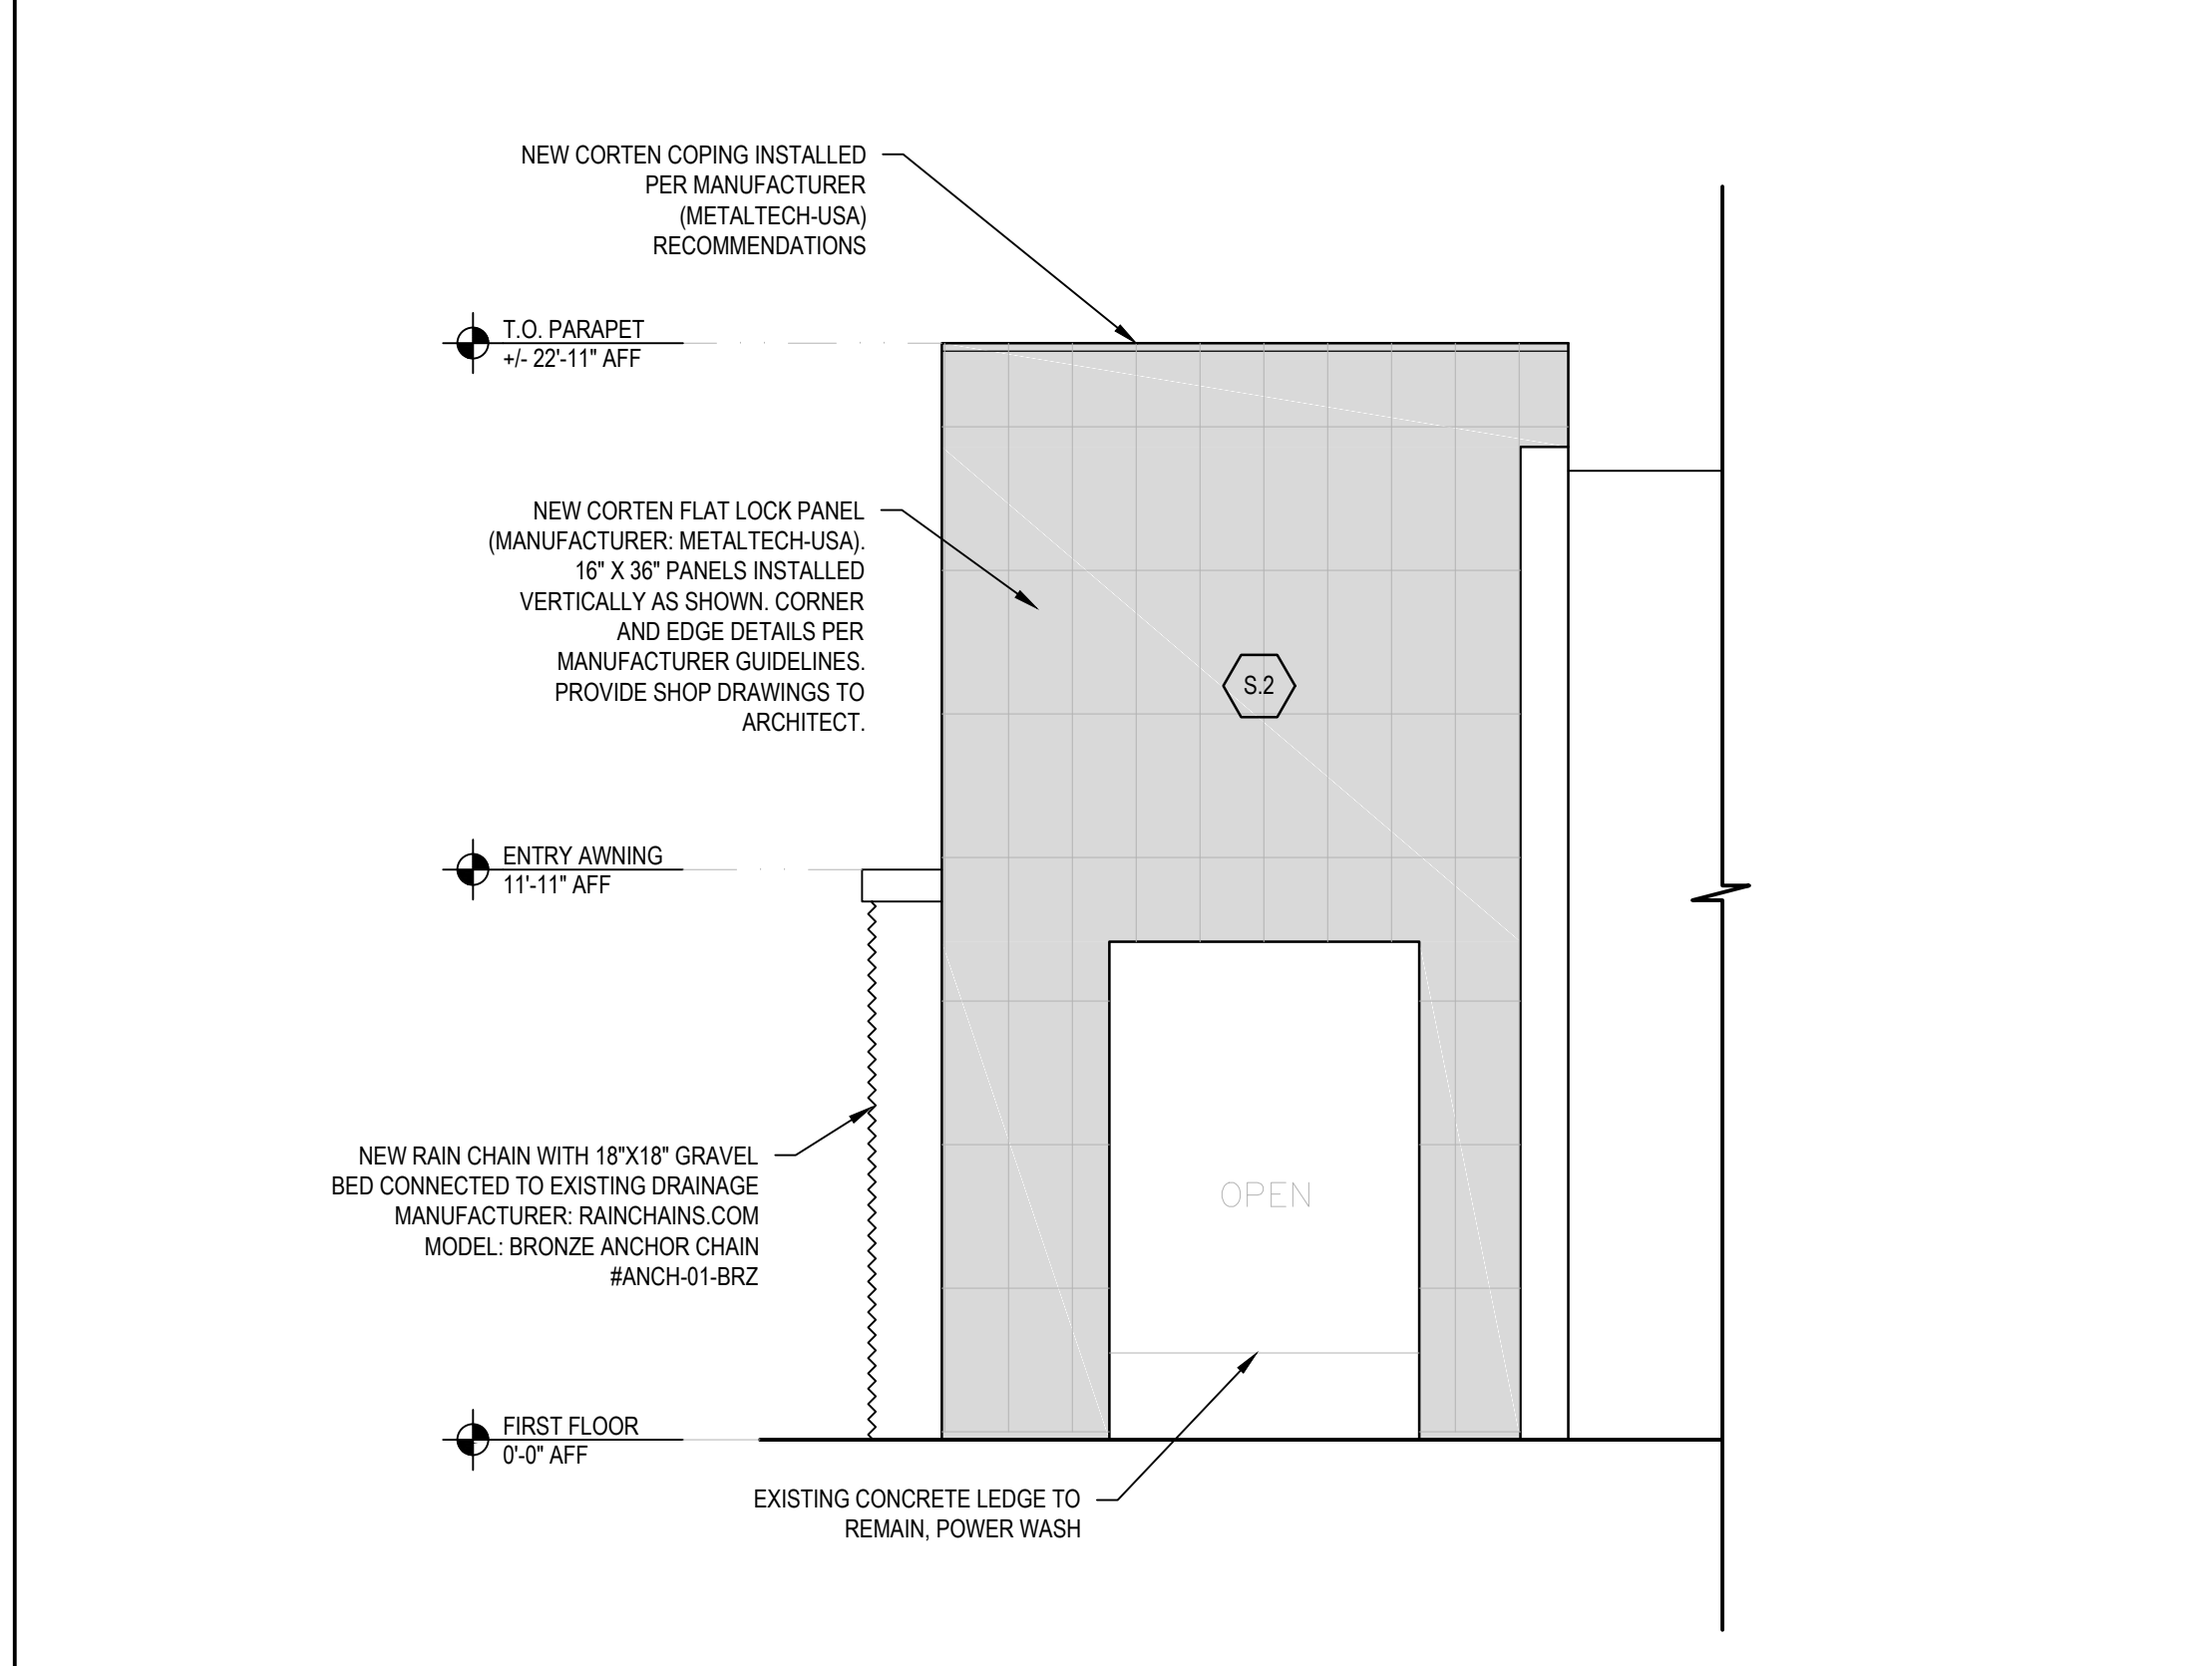 NEW CORTEN COPING INSTALLED
PER MANUFACTURER
(METALTECH-USA)
RECOMMENDATIONS
T.O. PARAPET
+/- 22'-11" AFF
NEW CORTEN FLAT LOCK PANEL
(MANUFACTURER: METALTECH-USA).
16" X 36" PANELS INSTALLED
VERTICALLY AS SHOWN. CORNER
AND EDGE DETAILS PER
MANUFACTURER GUIDELINES.
PROVIDE SHOP DRAWINGS TO
ARCHITECT.
S.2
ENTRY AWNING
11'-11" AFF
NEW RAIN CHAIN WITH 18"X18" GRAVEL
BED CONNECTED TO EXISTING DRAINAGE
MANUFACTURER: RAINCHAINS.COM
MODEL: BRONZE ANCHOR CHAIN
#ANCH-01-BRZ
OPEN
FIRST FLOOR
0'-0" AFF
EXISTING CONCRETE LEDGE TO
REMAIN, POWER WASH